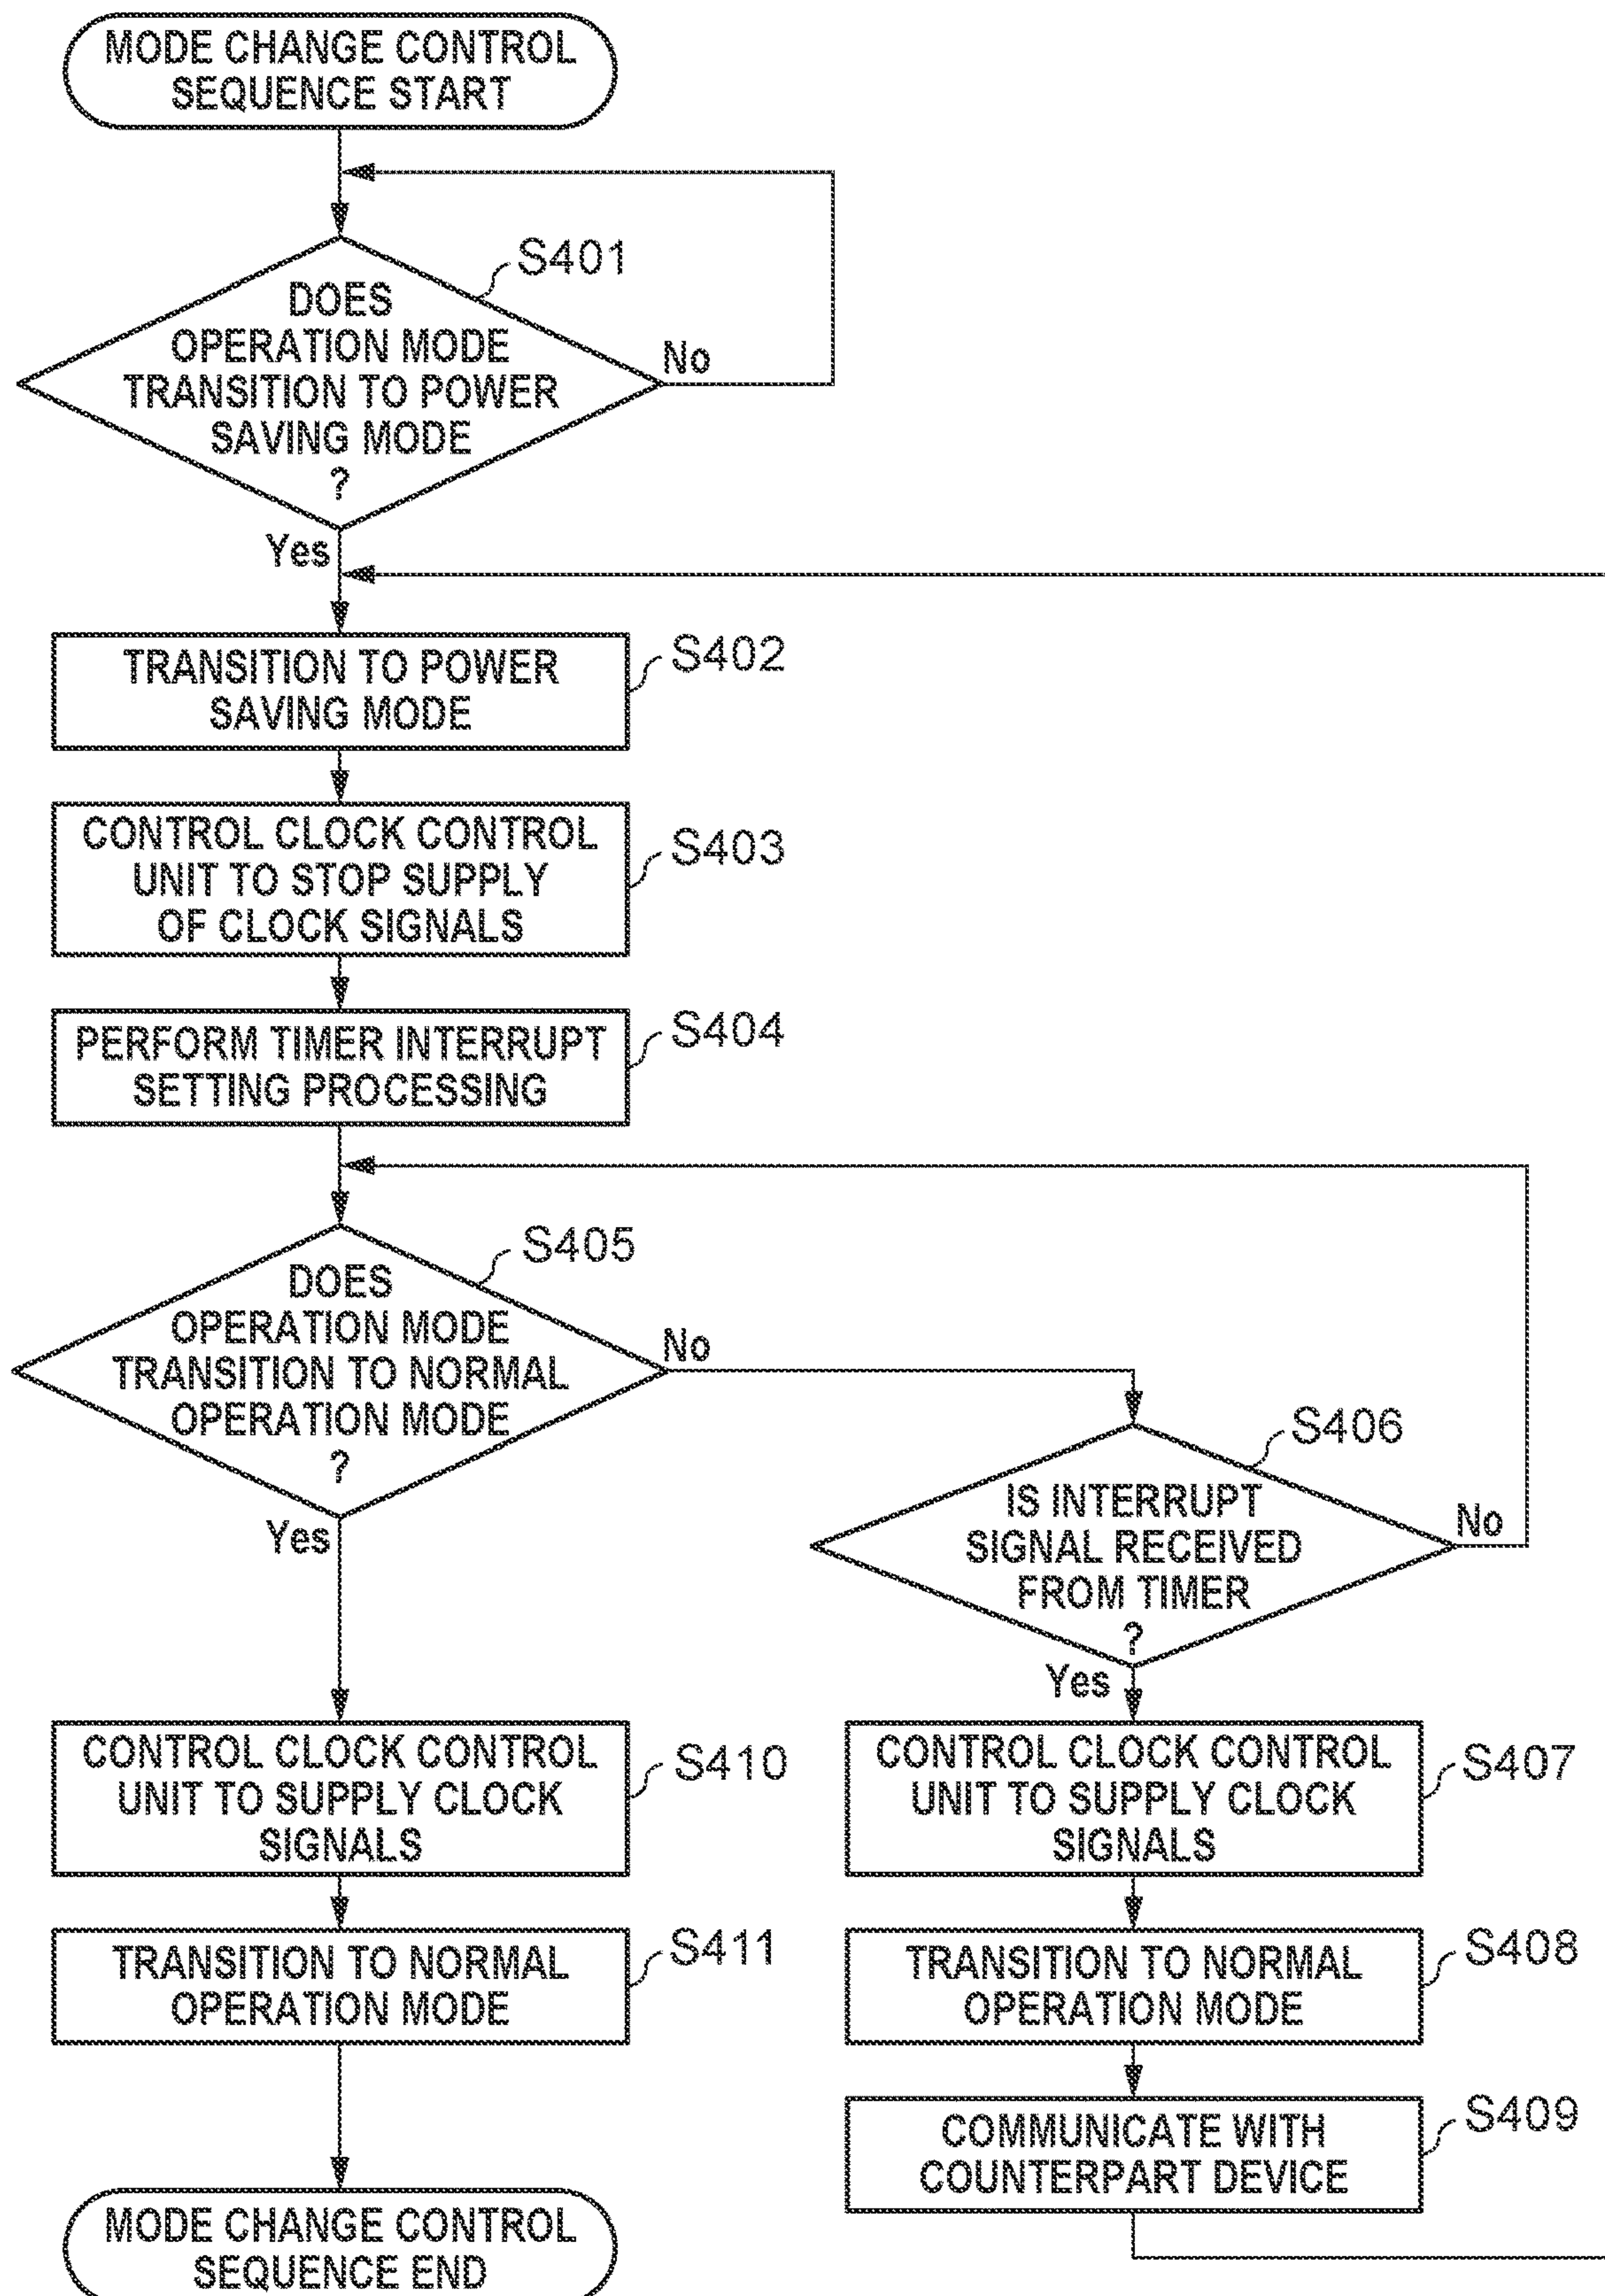 MODE CHANGE CONTROL
SEQUENCE START
S401
DOES
OPERATION MODE
TRANSITION TO POWER
SAVING MODE
?
No
Yes
TRANSITION TO POWER
SAVING MODE
S402
CONTROL CLOCK CONTROL
UNIT TO STOP SUPPLY
OF CLOCK SIGNALS
S403
PERFORM TIMER INTERRUPT
SETTING PROCESSING
S404
S405
DOES
OPERATION MODE
TRANSITION TO NORMAL
OPERATION MODE
?
No
Yes
S406
IS INTERRUPT
SIGNAL RECEIVED
FROM TIMER
?
No
Yes
CONTROL CLOCK CONTROL
UNIT TO SUPPLY CLOCK
SIGNALS
S410
CONTROL CLOCK CONTROL
UNIT TO SUPPLY CLOCK
SIGNALS
S407
TRANSITION TO NORMAL
OPERATION MODE
S411
TRANSITION TO NORMAL
OPERATION MODE
S408
COMMUNICATE WITH
COUNTERPART DEVICE
S409
MODE CHANGE CONTROL
SEQUENCE END